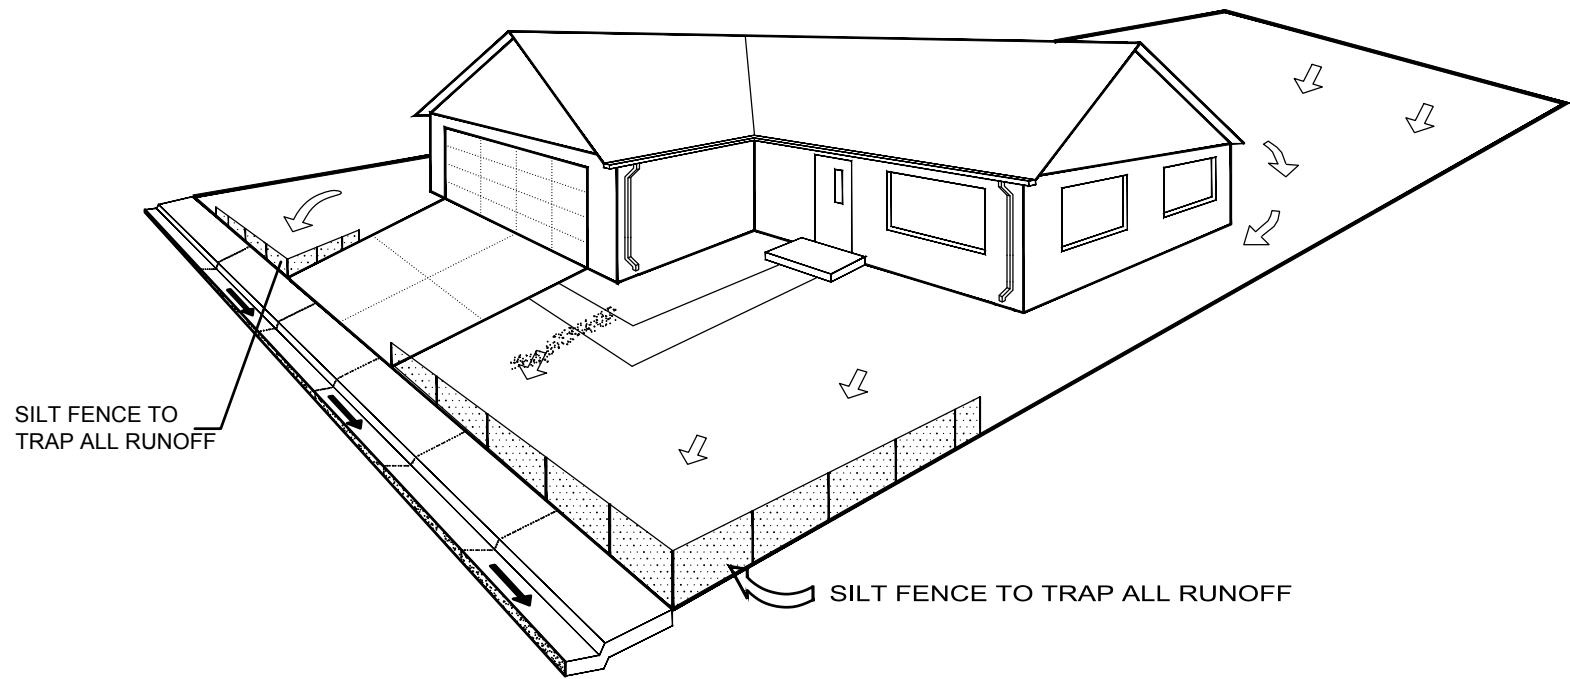 SILT FENCE TO
TRAP ALL RUNOFF
SILT FENCE TO TRAP ALL RUNOFF